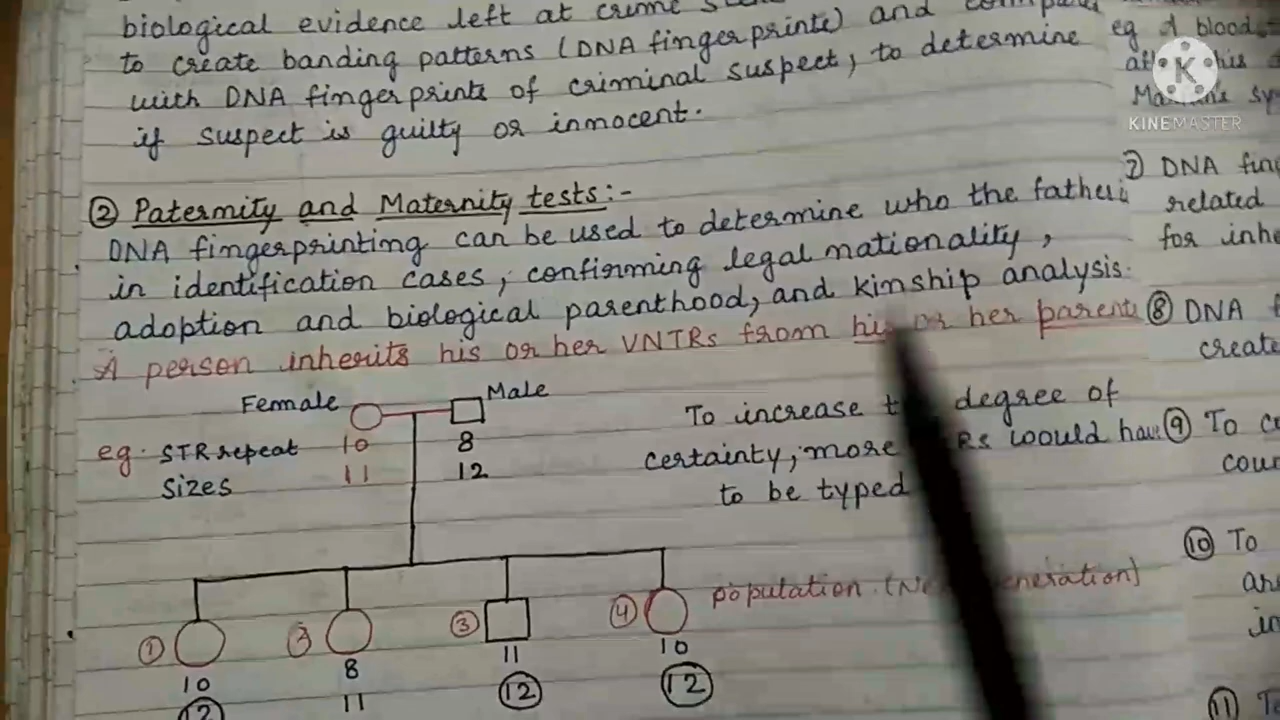 biological evidence left at crime
to create banding patterns (DNA fingerprints) and
with DNA fingerprints of criminal suspect, to determine
if suspect is guilty or innocent.
② Paternity and Maternity tests:-
DNA fingerprinting can be used to determine who the father
in identification cases, confirming legal nationality,
adoption and biological parenthood, and kinship analysis.
A person inherits his or her VNTRs from his or her parent
Female Male
eg. STR repeat 10 8
sizes 11 12
To increase degree of
certainty, more would have
to be typed
population
① ③ ③ ④
10 8 11 10
12 11 12 12
eg of blood
K
KINEMASTER
7) DNA
related
for
⑧ DNA
create
⑨ To
⑩ To
⑪